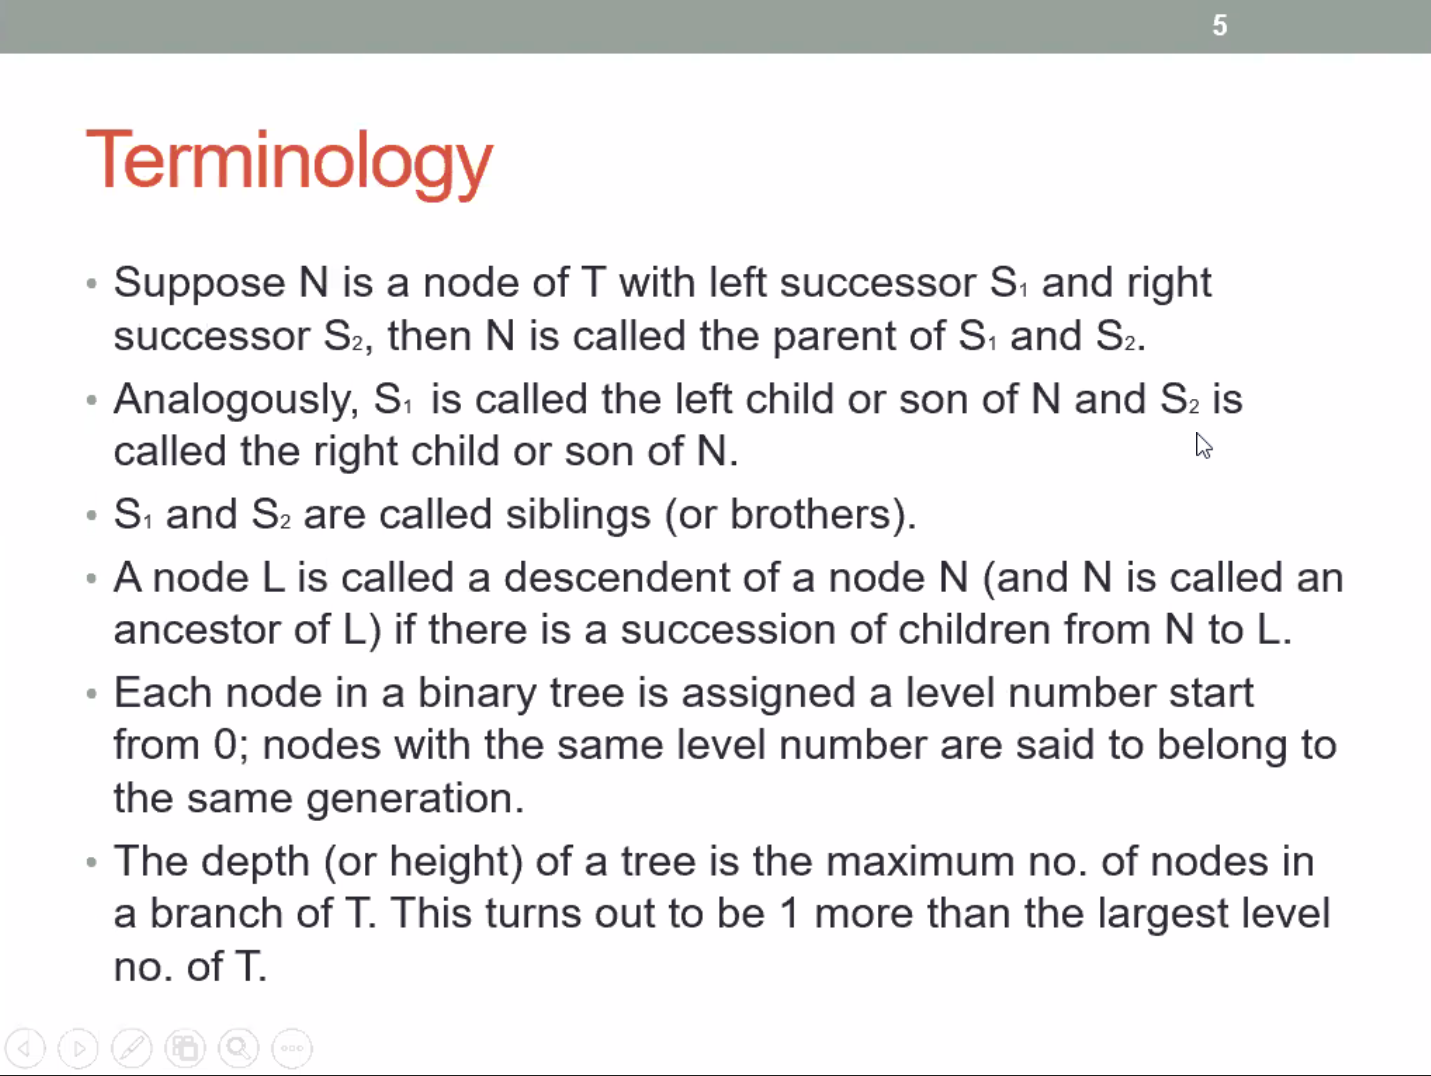 5
Terminology
• Suppose N is a node of T with left successor S₁ and right
successor S₂, then N is called the parent of S₁ and S₂.
• Analogously, S₁ is called the left child or son of N and S₂ is
called the right child or son of N.
• S₁ and S₂ are called siblings (or brothers).
• A node L is called a descendent of a node N (and N is called an
ancestor of L) if there is a succession of children from N to L.
• Each node in a binary tree is assigned a level number start
from 0; nodes with the same level number are said to belong to
the same generation.
• The depth (or height) of a tree is the maximum no. of nodes in
a branch of T. This turns out to be 1 more than the largest level
no. of T.